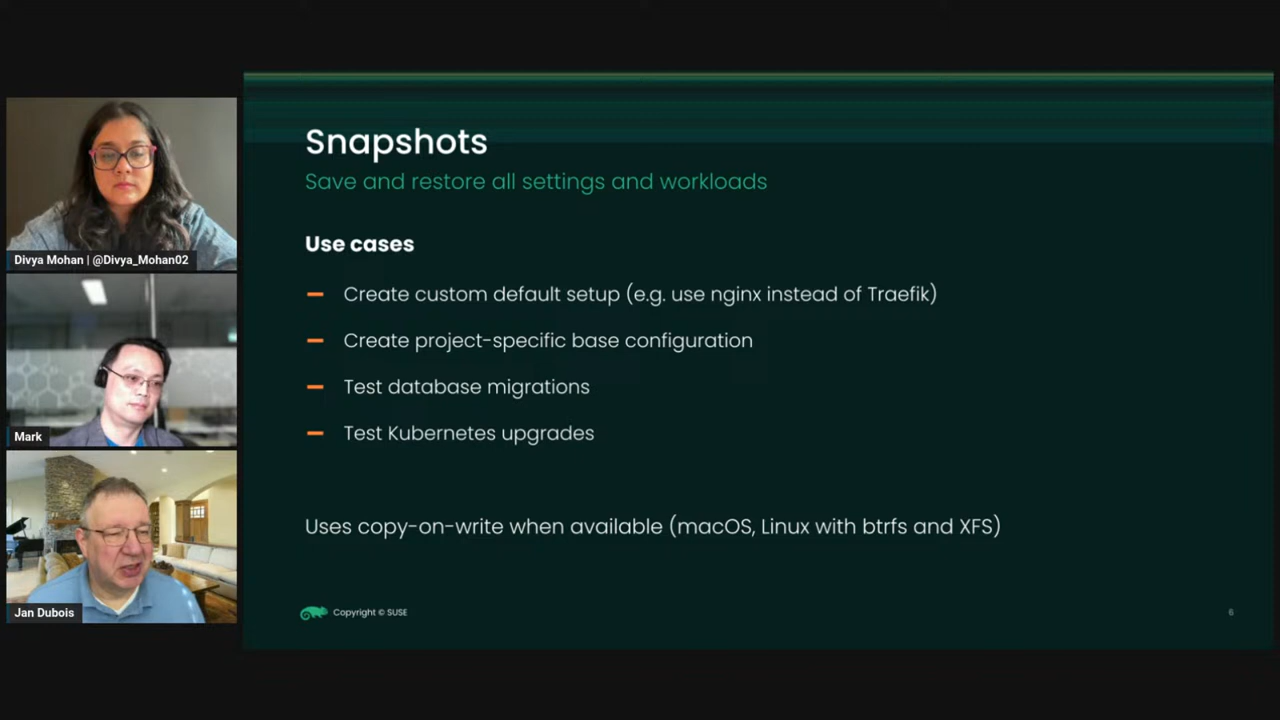 Divya Mohan | @Divya_Mohan02
Mark
Jan Dubois
Snapshots
Save and restore all settings and workloads
Use cases
Create custom default setup (e.g. use nginx instead of Traefik)
Create project-specific base configuration
Test database migrations
Test Kubernetes upgrades
Uses copy-on-write when available (macOS, Linux with btrfs and XFS)
Copyright © SUSE
6